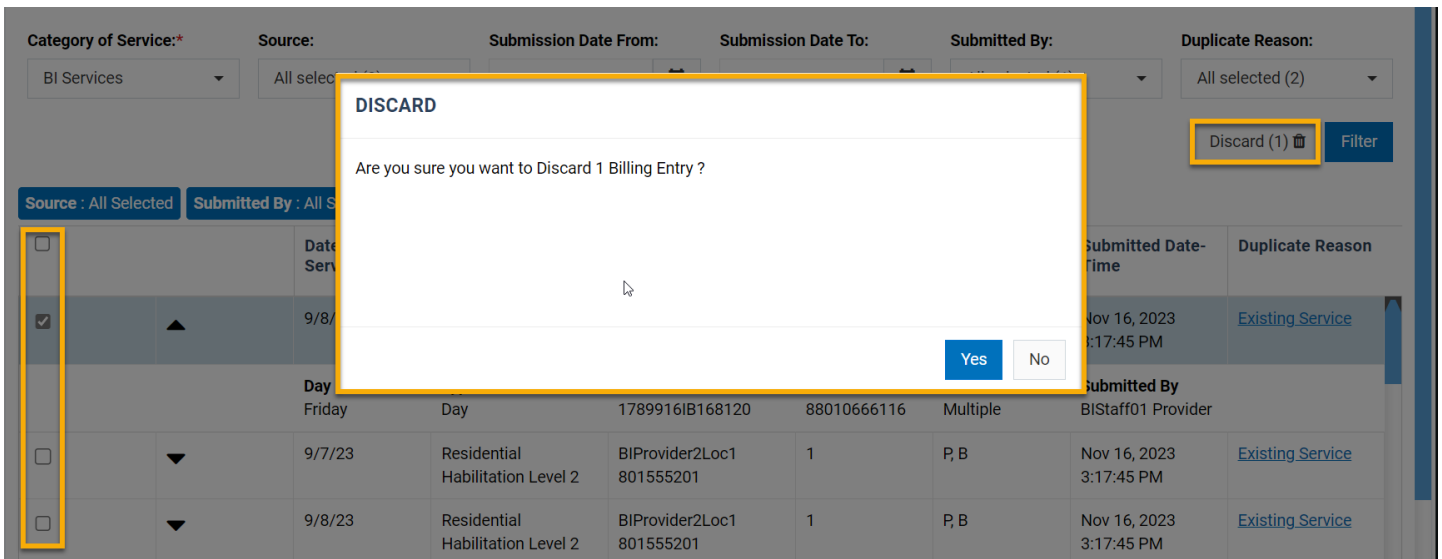 Category of Service:* Source: Submission Date From: Submission Date To: Submitted By: Duplicate Reason:
BI Services All selected (2)
DISCARD
Discard (1) Filter
Are you sure you want to Discard 1 Billing Entry ?
Source : All Selected Submitted By : All
Submitted Date- Duplicate Reason
Time
9/8/ Nov 16, 2023 Existing Service
3:17:45 PM
Yes No
Day Submitted By
Friday Day 1789916IB168120 88010666116 Multiple BIStaff01 Provider
9/7/23 Residential BIProvider2Loc1 1 P, B Nov 16, 2023 Existing Service
Habilitation Level 2 801555201 3:17:45 PM
9/8/23 Residential BIProvider2Loc1 1 P, B Nov 16, 2023 Existing Service
Habilitation Level 2 801555201 3:17:45 PM